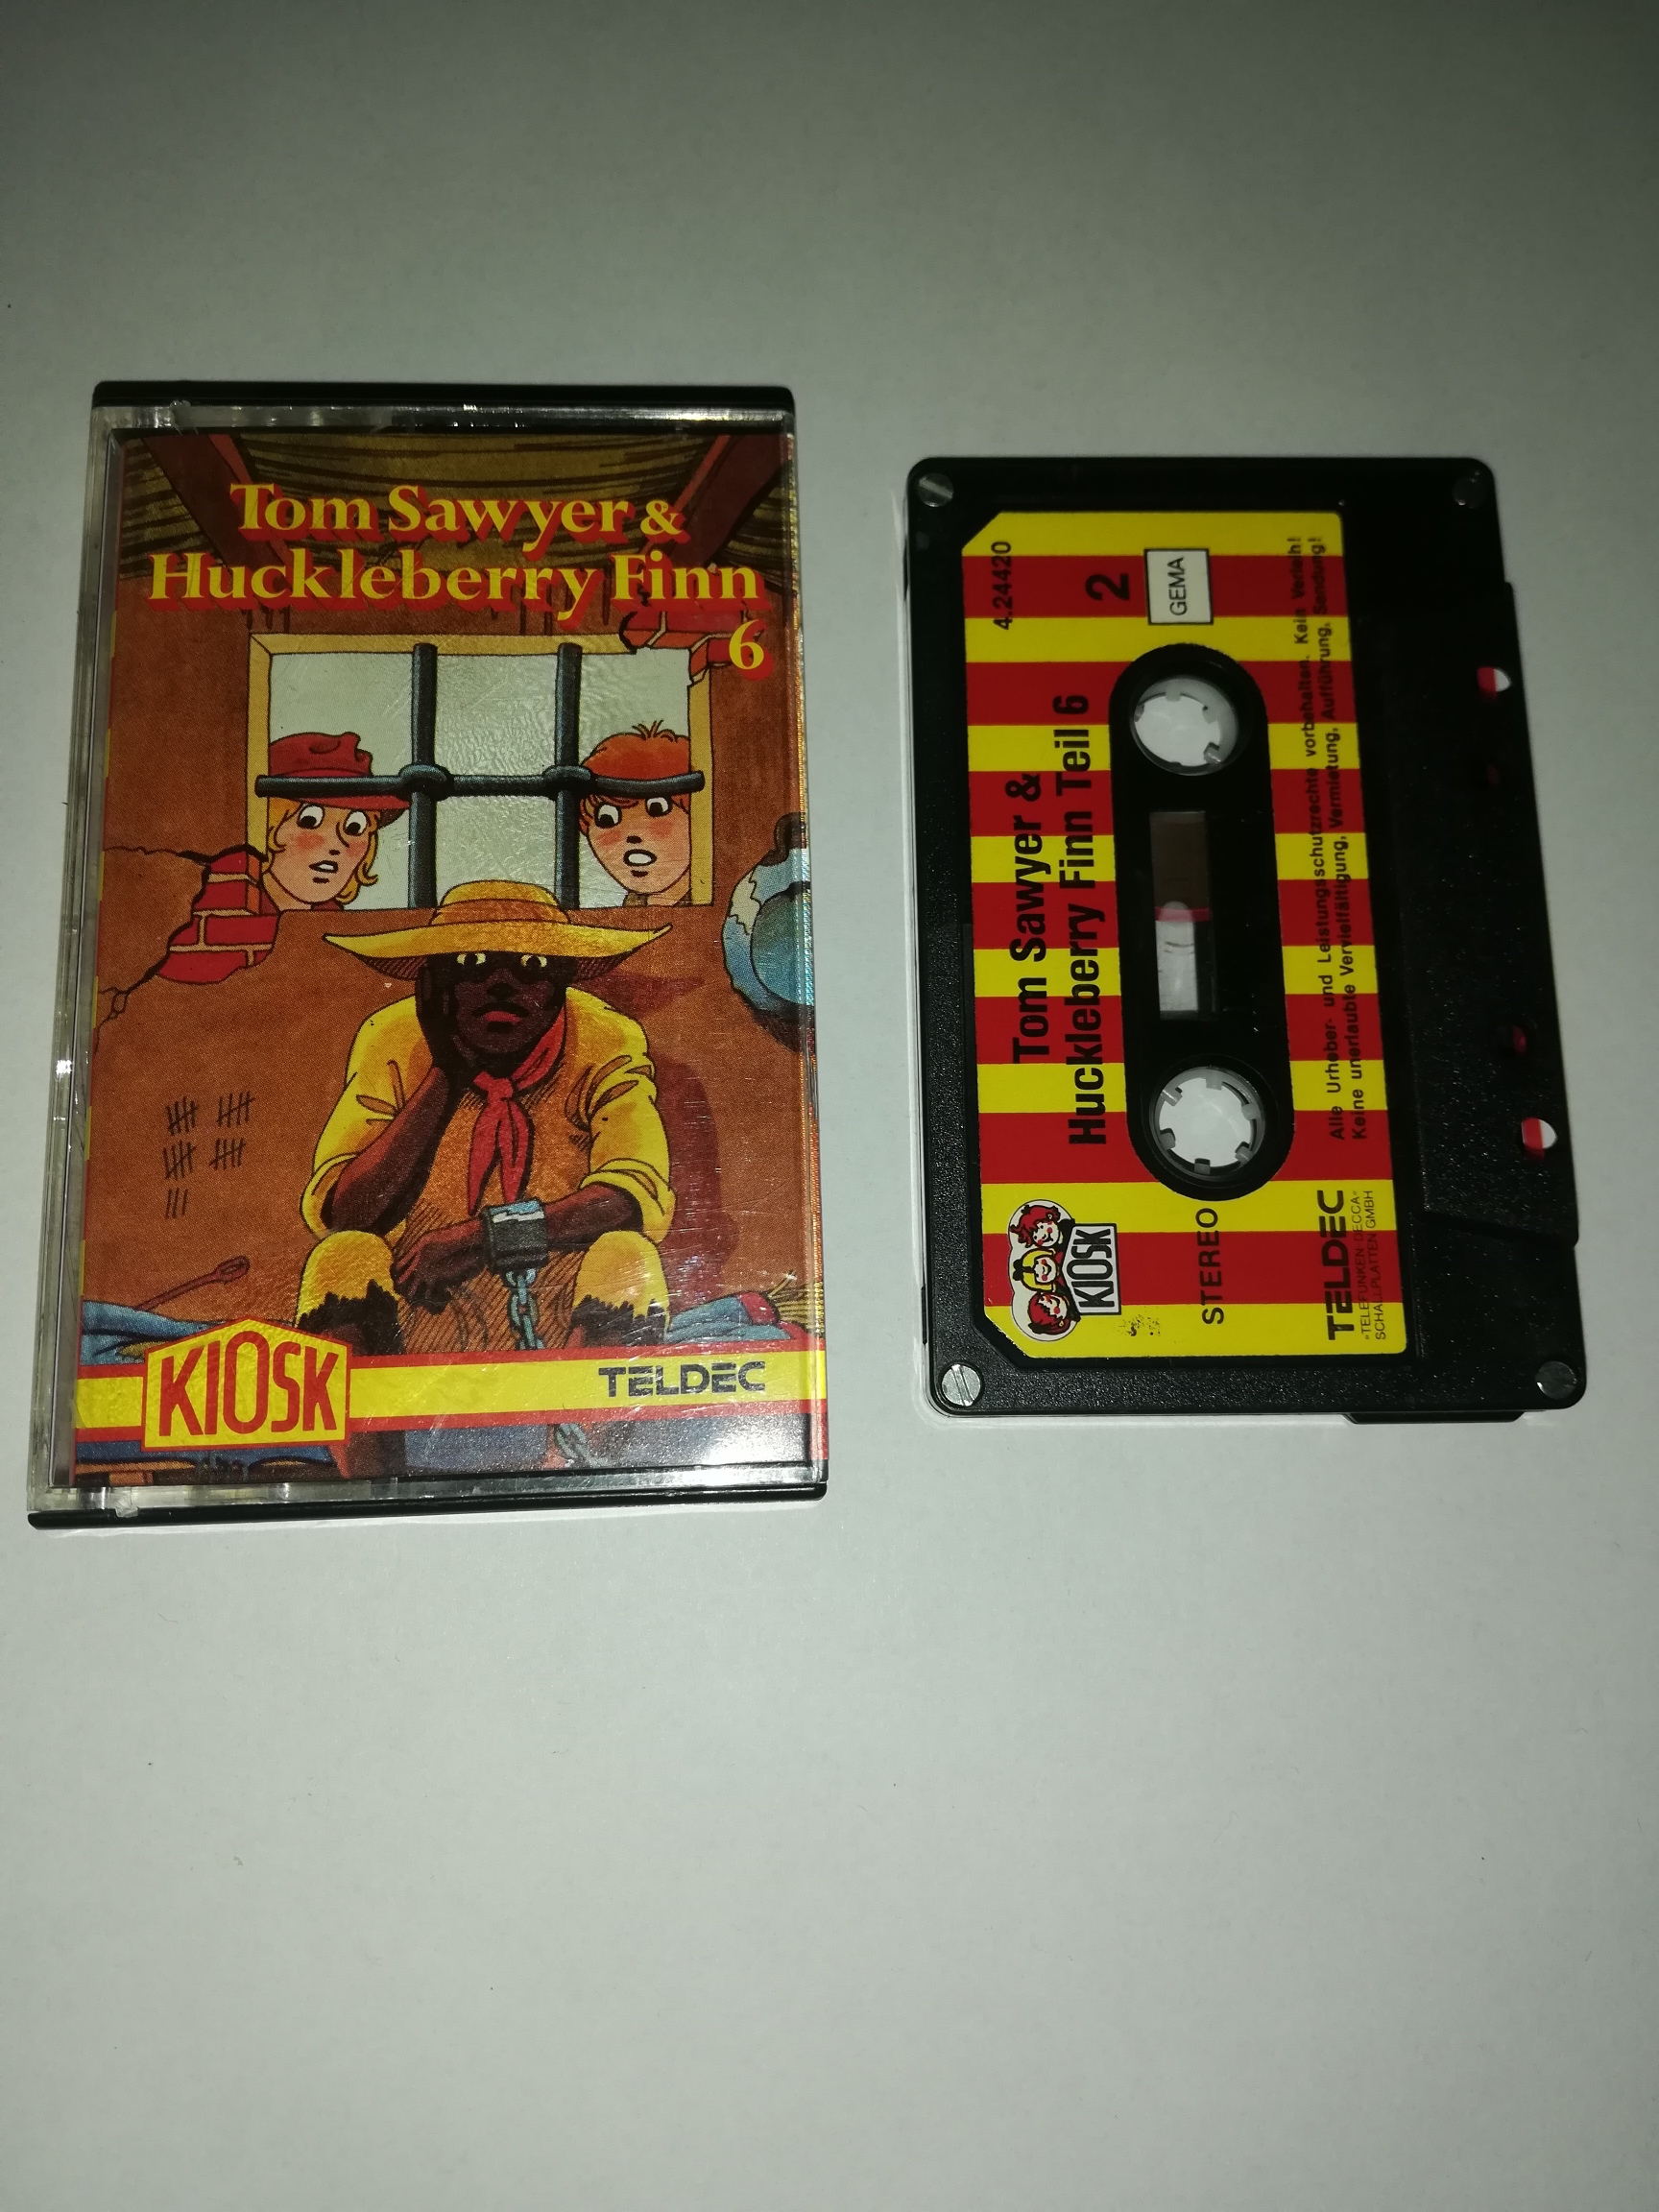 Tom Sawyer &
Huckleberry Finn
6
KIOSK
TELDEC
4.24420
2
GEMA
Tom Sawyer &
Huckleberry Finn Teil 6
KIOSK
STEREO
Alle Urheber- und Leistungsschutzrechte vorbehalten. Kein Verleih!
Keine unerlaubte Vervielfältigung, Vermietung, Aufführung, Sendung!
TELDEC
»TELEFUNKEN DECCA«
SCHALLPLATTEN GMBH